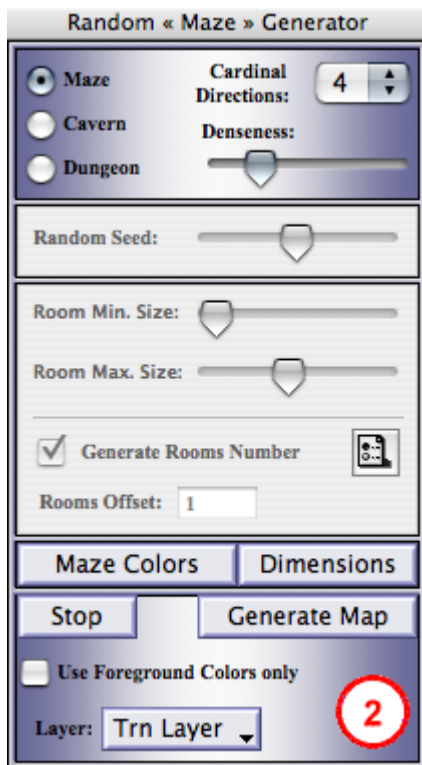 Random « Maze » Generator
Maze
Cardinal Directions:
4
Cavern
Denseness:
Dungeon
Random Seed:
Room Min. Size:
Room Max. Size:
Generate Rooms Number
Rooms Offset: 1
Maze Colors Dimensions
Stop Generate Map
Use Foreground Colors only
Layer: Trn Layer
2